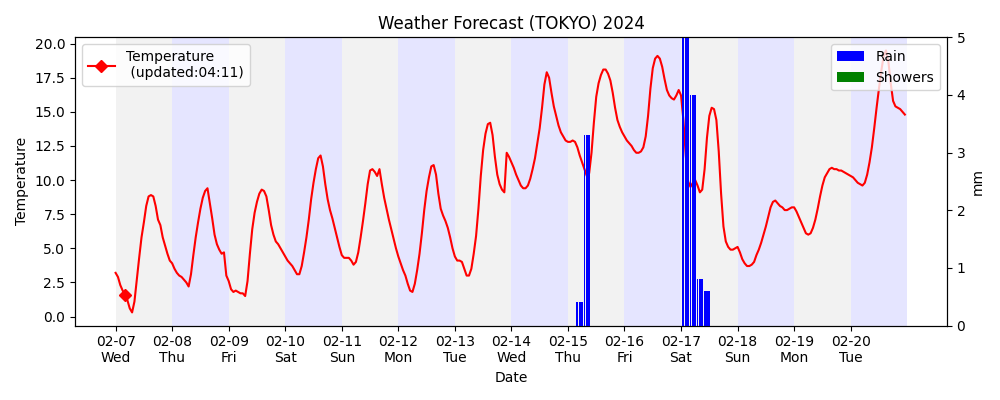 Weather Forecast (TOKYO) 2024
Temperature
(updated:04:11)
Rain
Showers
20.0
17.5
15.0
12.5
10.0
7.5
5.0
2.5
0.0
Temperature
5
4
3
2
1
0
mm
02-07 02-08 02-09 02-10 02-11 02-12 02-13 02-14 02-15 02-16 02-17 02-18 02-19 02-20
Wed Thu Fri Sat Sun Mon Tue Wed Thu Fri Sat Sun Mon Tue
Date